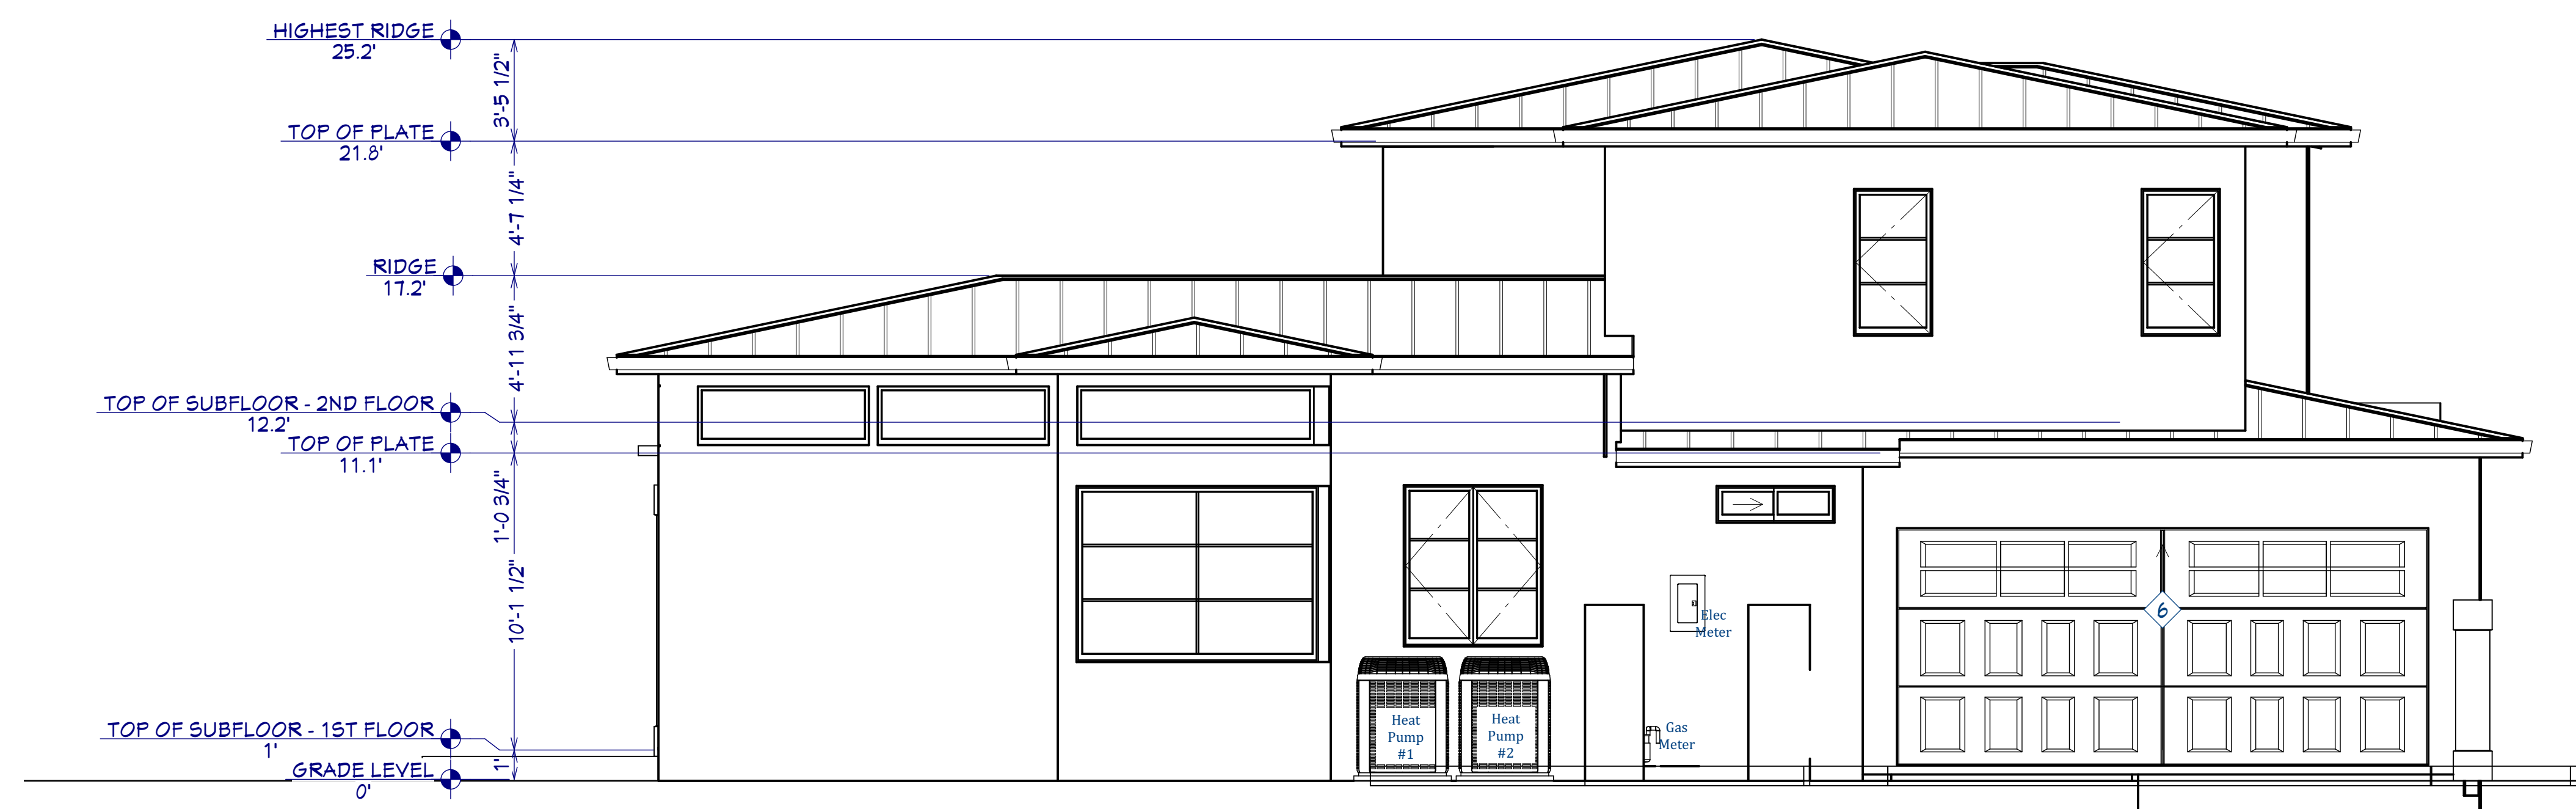 HIGHEST RIDGE
25.2'
3'-5 1/2"
TOP OF PLATE
21.8'
4'-7 1/4"
RIDGE
17.2'
4'-11 3/4"
TOP OF SUBFLOOR - 2ND FLOOR
12.2'
TOP OF PLATE
11.1'
1'-0 3/4"
10'-1 1/2"
TOP OF SUBFLOOR - 1ST FLOOR
1'
1'
GRADE LEVEL
0'
Heat
Pump
#1
Heat
Pump
#2
Elec
Meter
Gas
Meter
6